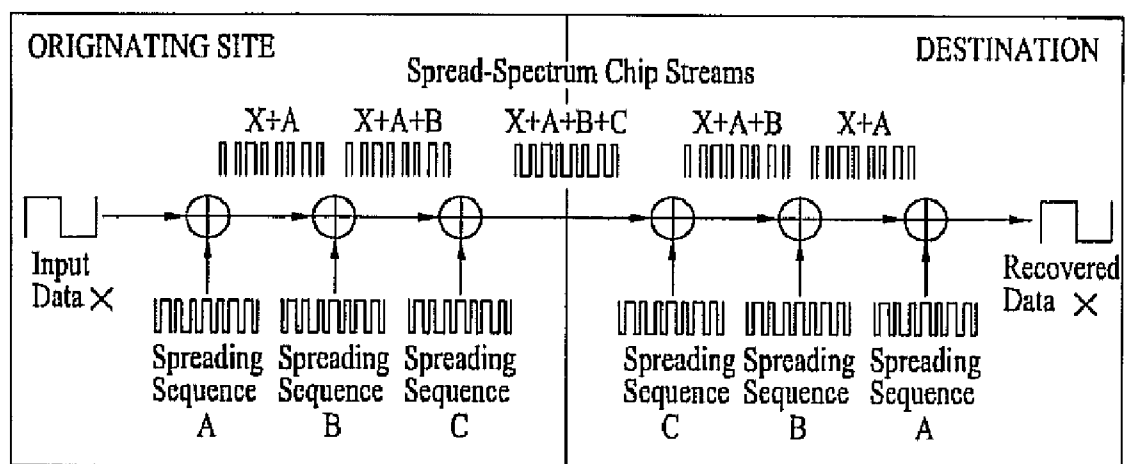 ORIGINATING SITE
DESTINATION
Spread-Spectrum Chip Streams
X+A
X+A+B
X+A+B+C
X+A+B
X+A
Input
Data X
Recovered
Data X
Spreading
Sequence
A
Spreading
Sequence
B
Spreading
Sequence
C
Spreading
Sequence
C
Spreading
Sequence
B
Spreading
Sequence
A